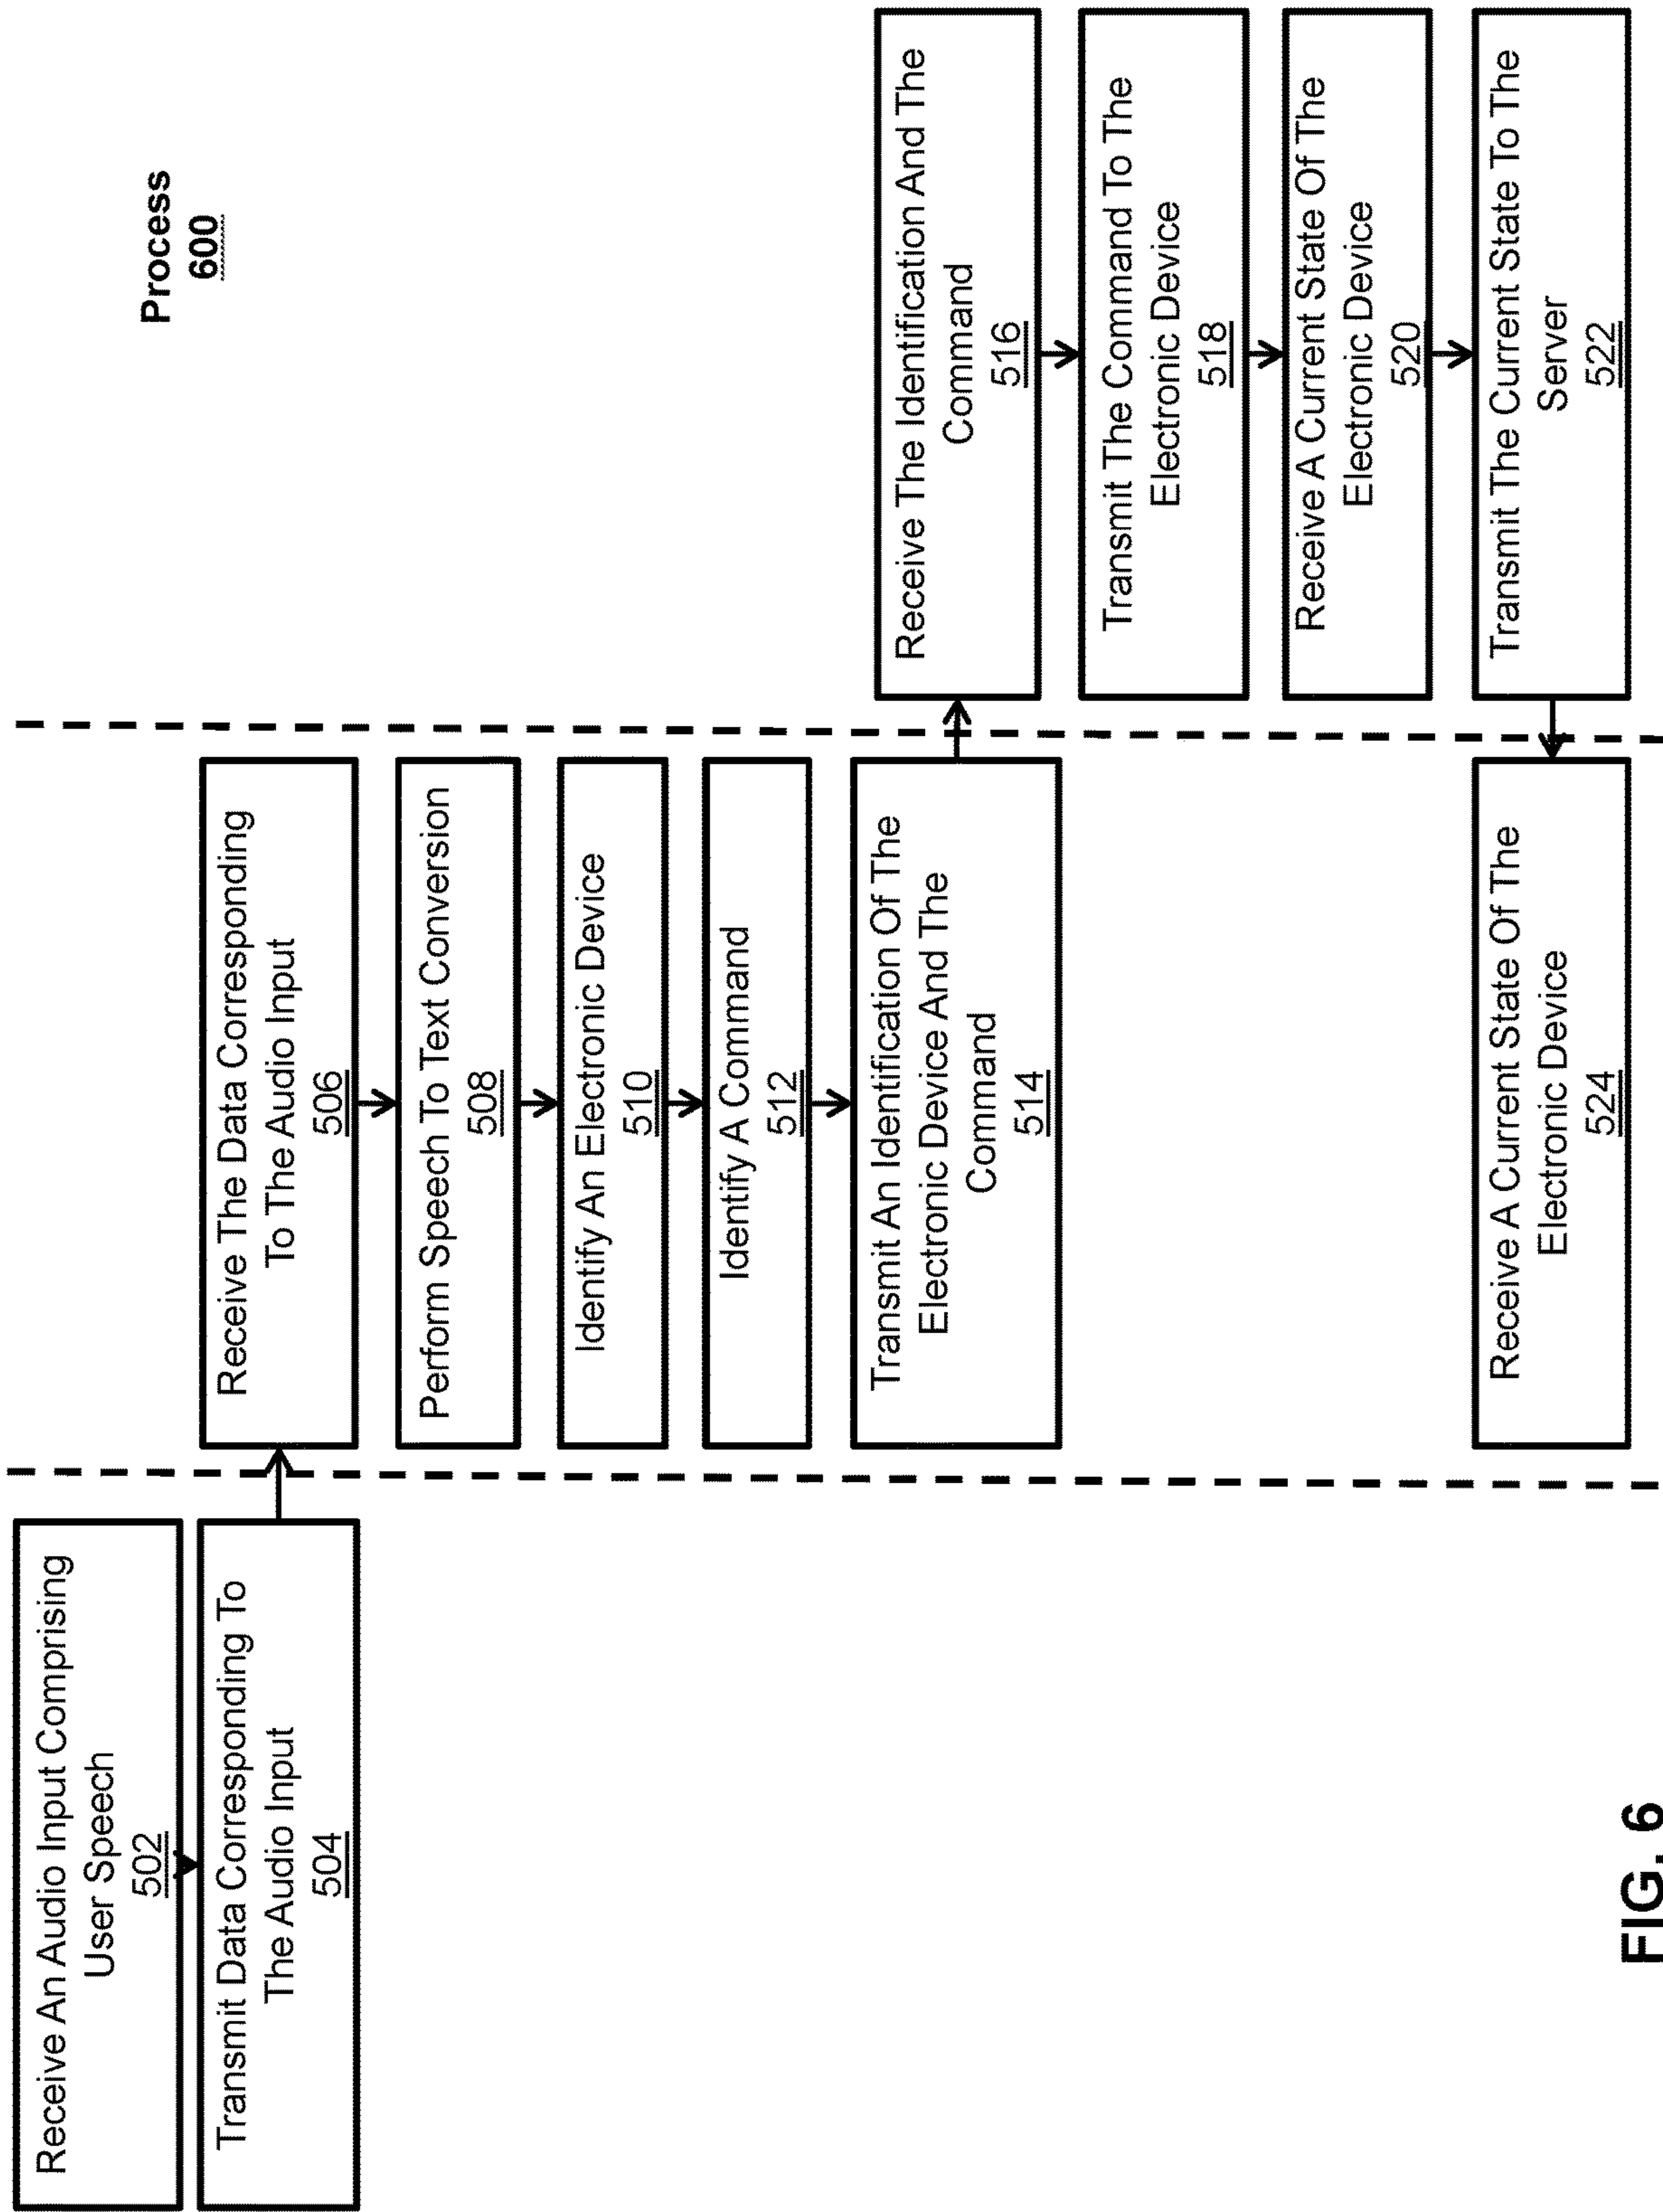 Process
600
Receive An Audio Input Comprising
User Speech
502
Transmit Data Corresponding To
The Audio Input
504
Receive The Data Corresponding
To The Audio Input
506
Perform Speech To Text Conversion
508
Identify An Electronic Device
510
Identify A Command
512
Transmit An Identification Of The
Electronic Device And The
Command
514
Receive The Identification And The
Command
516
Transmit The Command To The
Electronic Device
518
Receive A Current State Of The
Electronic Device
520
Transmit The Current State To The
Server
522
Receive A Current State Of The
Electronic Device
524
FIG. 6